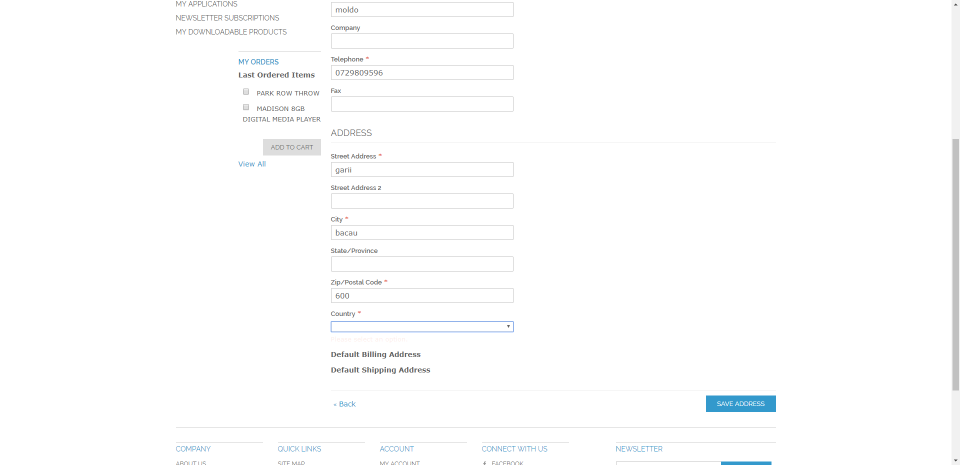 MY APPLICATIONS
NEWSLETTER SUBSCRIPTIONS
MY DOWNLOADABLE PRODUCTS
MY ORDERS
Last Ordered Items
PARK ROW THROW
MADISON 8GB
DIGITAL MEDIA PLAYER
ADD TO CART
View All
moldo
Company
Telephone *
0729809596
Fax
ADDRESS
Street Address *
garii
Street Address 2
City *
bacau
State/Province
Zip/Postal Code *
600
Country *
Default Billing Address
Default Shipping Address
« Back
SAVE ADDRESS
COMPANY
QUICK LINKS
ACCOUNT
CONNECT WITH US
NEWSLETTER
ABOUT US
SITE MAP
MY ACCOUNT
FACEBOOK